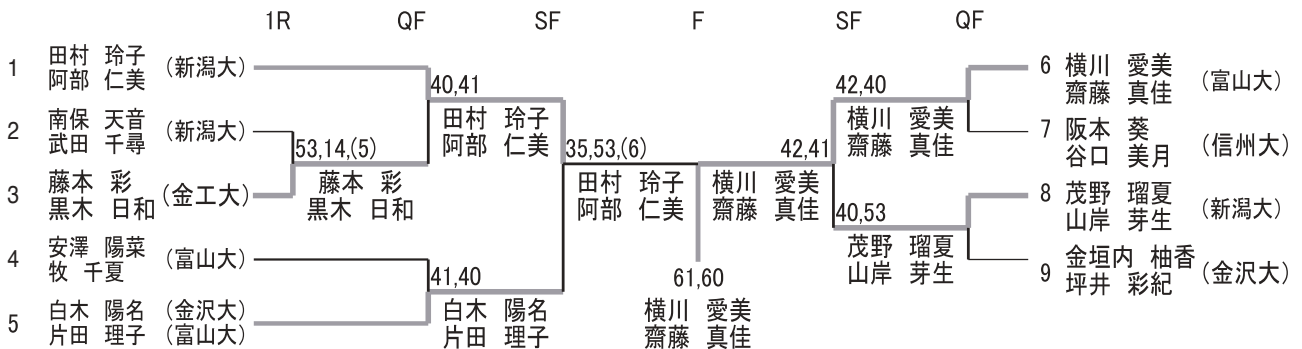 1R QF SF F SF QF
1 田村 玲子 阿部 仁美 (新潟大)
2 南保 天音 武田 千尋 (新潟大)
3 藤本 彩 黒木 日和 (金工大)
4 安澤 陽菜 牧 千夏 (富山大)
5 白木 陽名 (金沢大) 片田 理子 (富山大)
53,14,(5)
藤本 彩
黒木 日和
40,41
田村 玲子
阿部 仁美
41,40
白木 陽名
片田 理子
35,53,(6)
田村 玲子
阿部 仁美
42,41
横川 愛美
齋藤 真佳
61,60
横川 愛美
齋藤 真佳
42,40
横川 愛美
齋藤 真佳
40,53
茂野 瑠夏
山岸 芽生
6 横川 愛美 齋藤 真佳 (富山大)
7 阪本 葵 谷口 美月 (信州大)
8 茂野 瑠夏 山岸 芽生 (新潟大)
9 金垣内 柚香 坪井 彩紀 (金沢大)